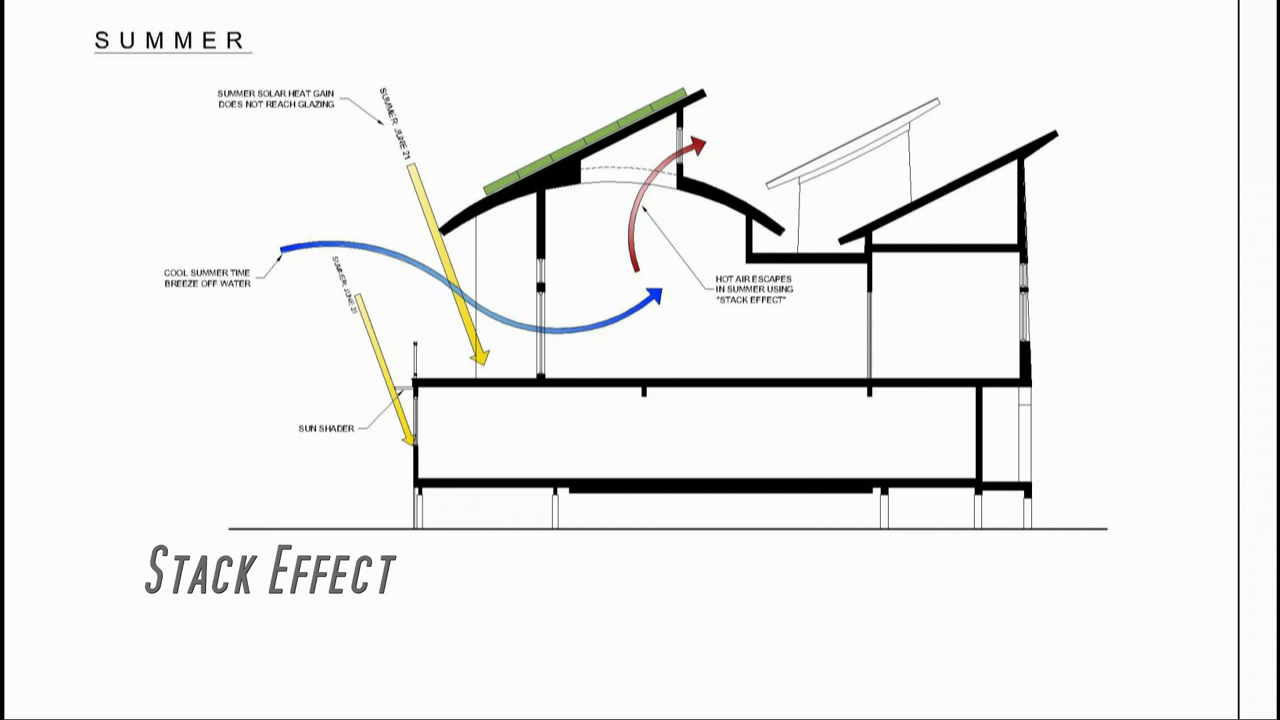 SUMMER
SUMMER SOLAR HEAT GAIN
DOES NOT REACH GLAZING
SUMMER: JUNE 21
COOL SUMMER TIME
BREEZE OFF WATER
SUMMER: JUNE 21
HOT AIR ESCAPES
IN SUMMER USING
"STACK EFFECT"
SUN SHADER
STACK EFFECT